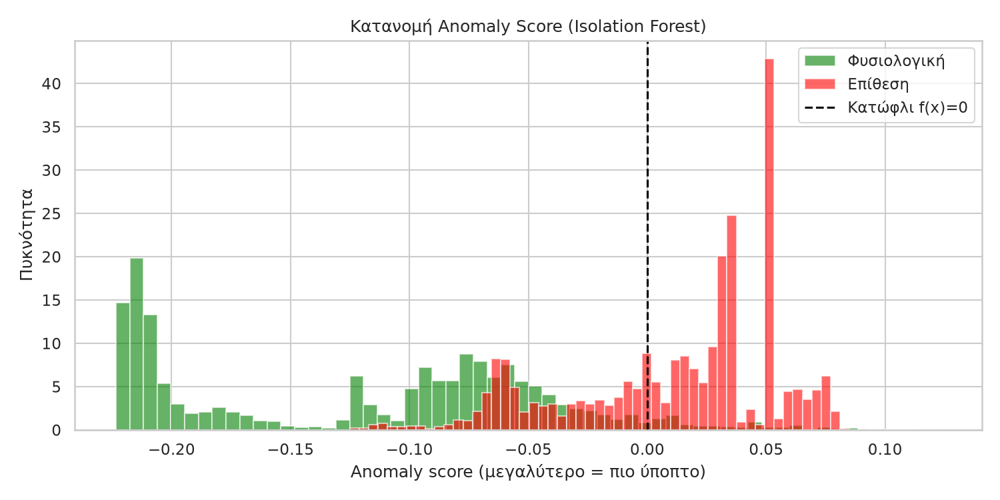 Κατανομή Anomaly Score (Isolation Forest)
Φυσιολογική
Επίθεση
Κατώφλι f(x)=0
Πυκνότητα
40
35
30
25
20
15
10
5
0
−0.20 −0.15 −0.10 −0.05 0.00 0.05 0.10
Anomaly score (μεγαλύτερο = πιο ύποπτο)